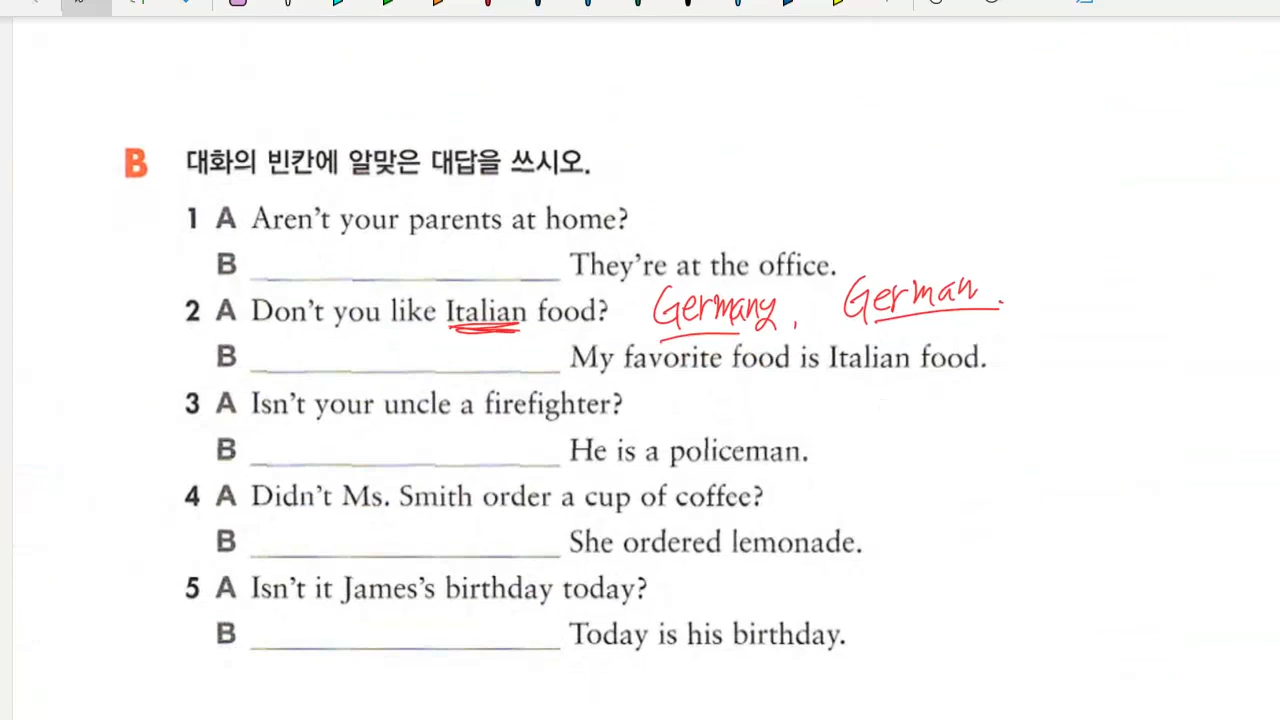 B 대화의 빈칸에 알맞은 대답을 쓰시오.
1 A Aren't your parents at home?
B ____________________ They're at the office.
2 A Don't you like Italian food? Germany, German.
B ____________________ My favorite food is Italian food.
3 A Isn't your uncle a firefighter?
B ____________________ He is a policeman.
4 A Didn't Ms. Smith order a cup of coffee?
B ____________________ She ordered lemonade.
5 A Isn't it James's birthday today?
B ____________________ Today is his birthday.